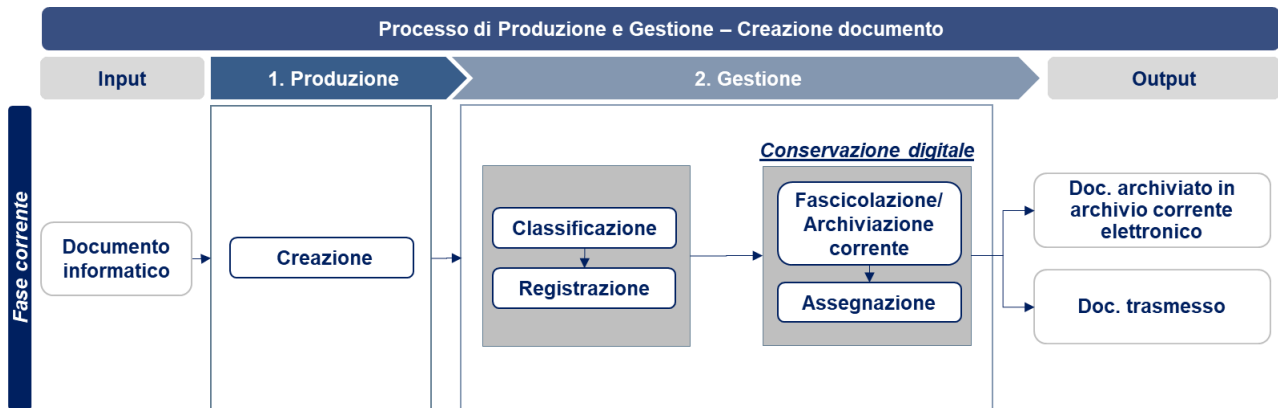 Processo di Produzione e Gestione – Creazione documento
Input
1. Produzione
2. Gestione
Output
Fase corrente
Documento
informatico
Creazione
Classificazione
Registrazione
Conservazione digitale
Fascicolazione/
Archiviazione
corrente
Assegnazione
Doc. archiviato in
archivio corrente
elettronico
Doc. trasmesso